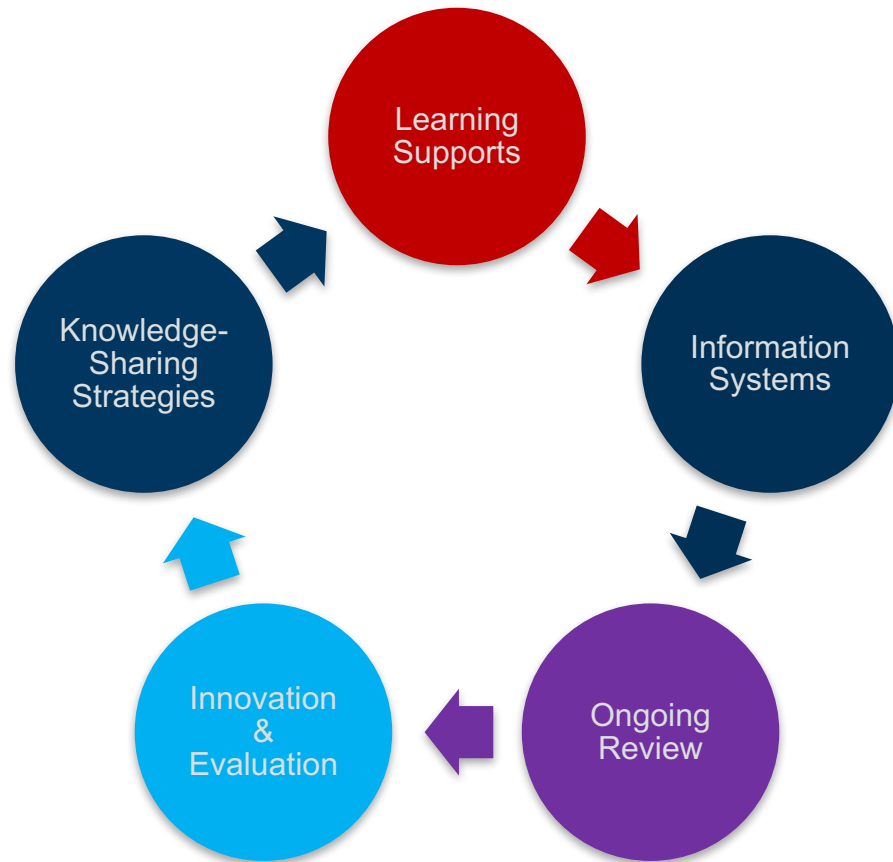 Learning
Supports
Information
Systems
Ongoing
Review
Innovation
&
Evaluation
Knowledge-
Sharing
Strategies